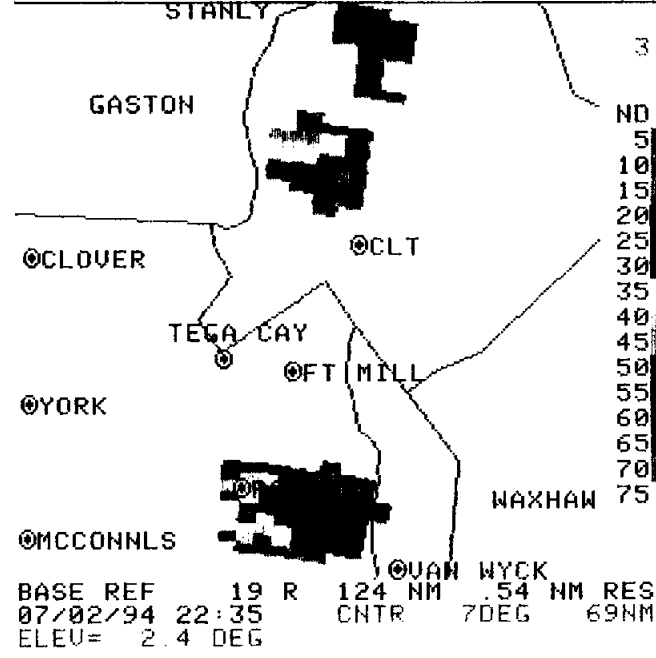 STANLY
3
GASTON
ND
5
10
15
20
25
30
35
40
45
50
55
60
65
70
75
CLT
CLOVER
TEGA CAY
FT MILL
YORK
WAXHAW
MCCONNLS
VAN WYCK
BASE REF 19 R 124 NM .54 NM RES
07/02/94 22:35 CNTR 7DEG 69NM
ELEV= 2.4 DEG